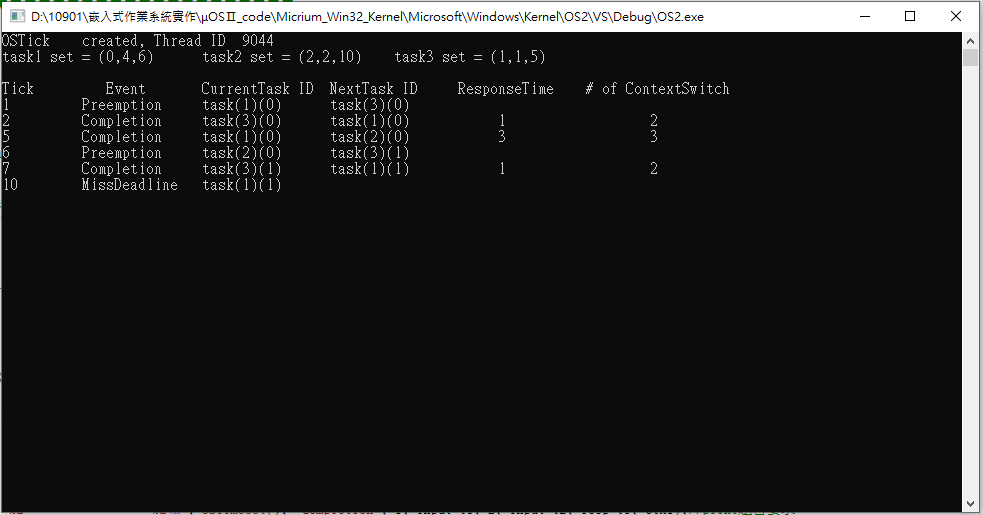 D:\10901\嵌入式作業系統實作\μOSⅡ_code\Micrium_Win32_Kernel\Microsoft\Windows\Kernel\OS2\VS\Debug\OS2.exe
OSTick created, Thread ID 9044
task1 set = (0,4,6) task2 set = (2,2,10) task3 set = (1,1,5)
Tick Event CurrentTask ID NextTask ID ResponseTime # of ContextSwitch
1 Preemption task(1)(0) task(3)(0)
2 Completion task(3)(0) task(1)(0) 1 2
5 Completion task(1)(0) task(2)(0) 3 3
6 Preemption task(2)(0) task(3)(1)
7 Completion task(3)(1) task(1)(1) 1 2
10 MissDeadline task(1)(1)